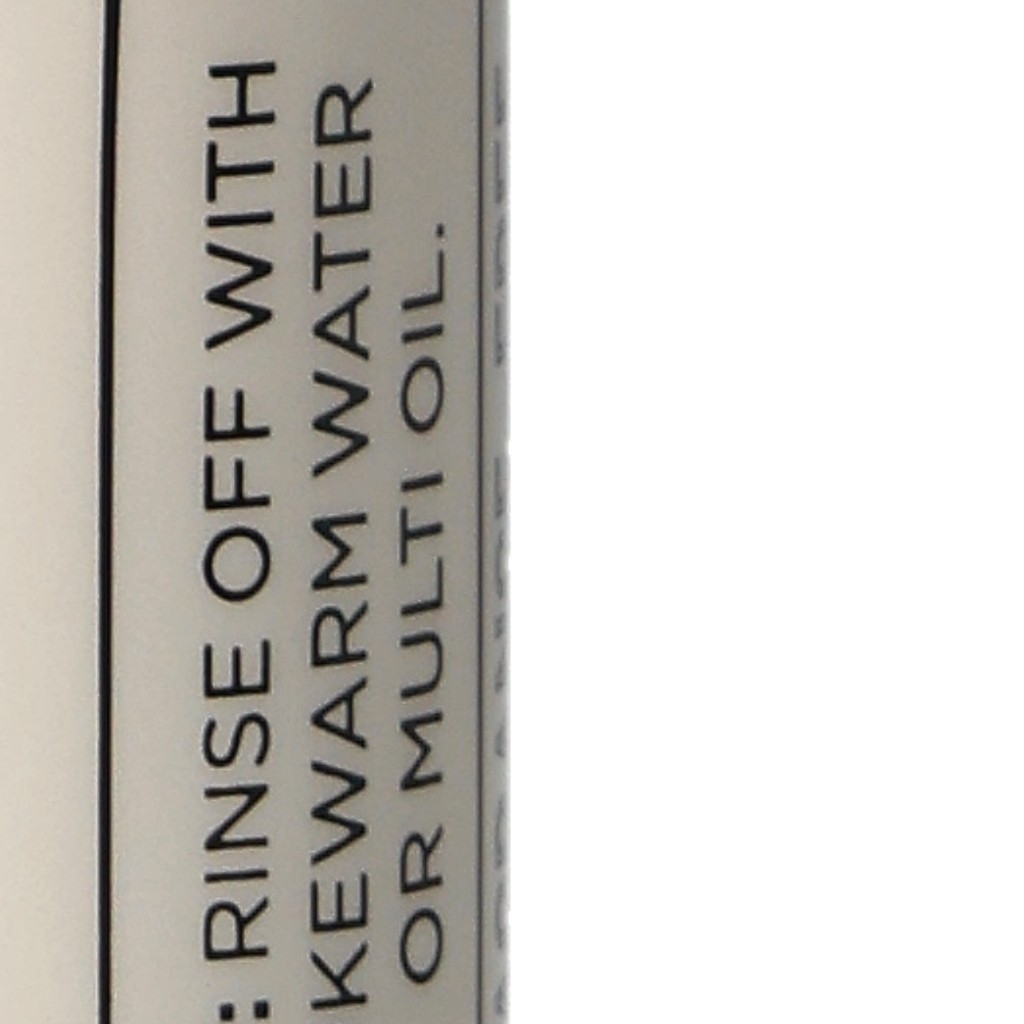 : RINSE OFF WITH
KEWARM WATER
OR MULTI OIL.